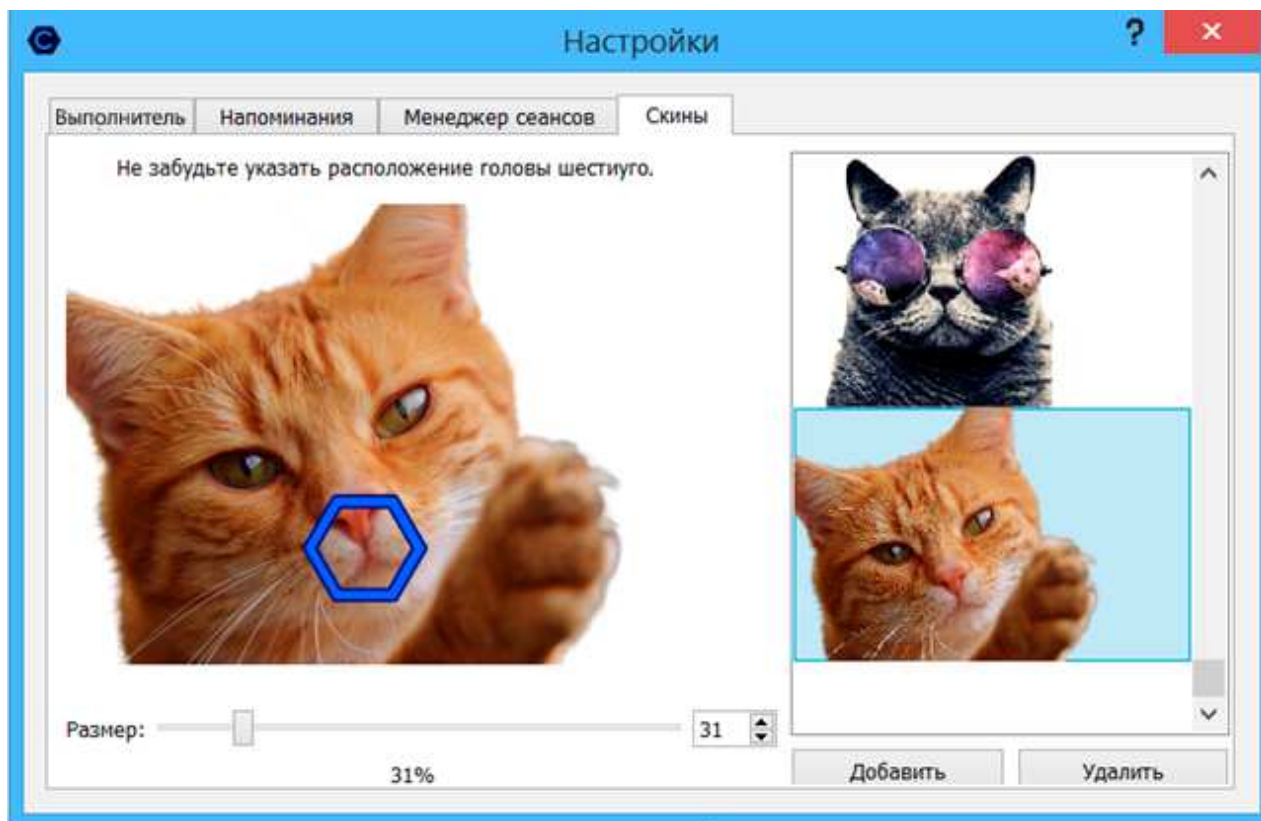 C
Настройки
?
×
Выполнитель
Напоминания
Менеджер сеансов
Скины
Не забудьте указать расположение головы шестиуго.
Размер:
31
31%
Добавить
Удалить